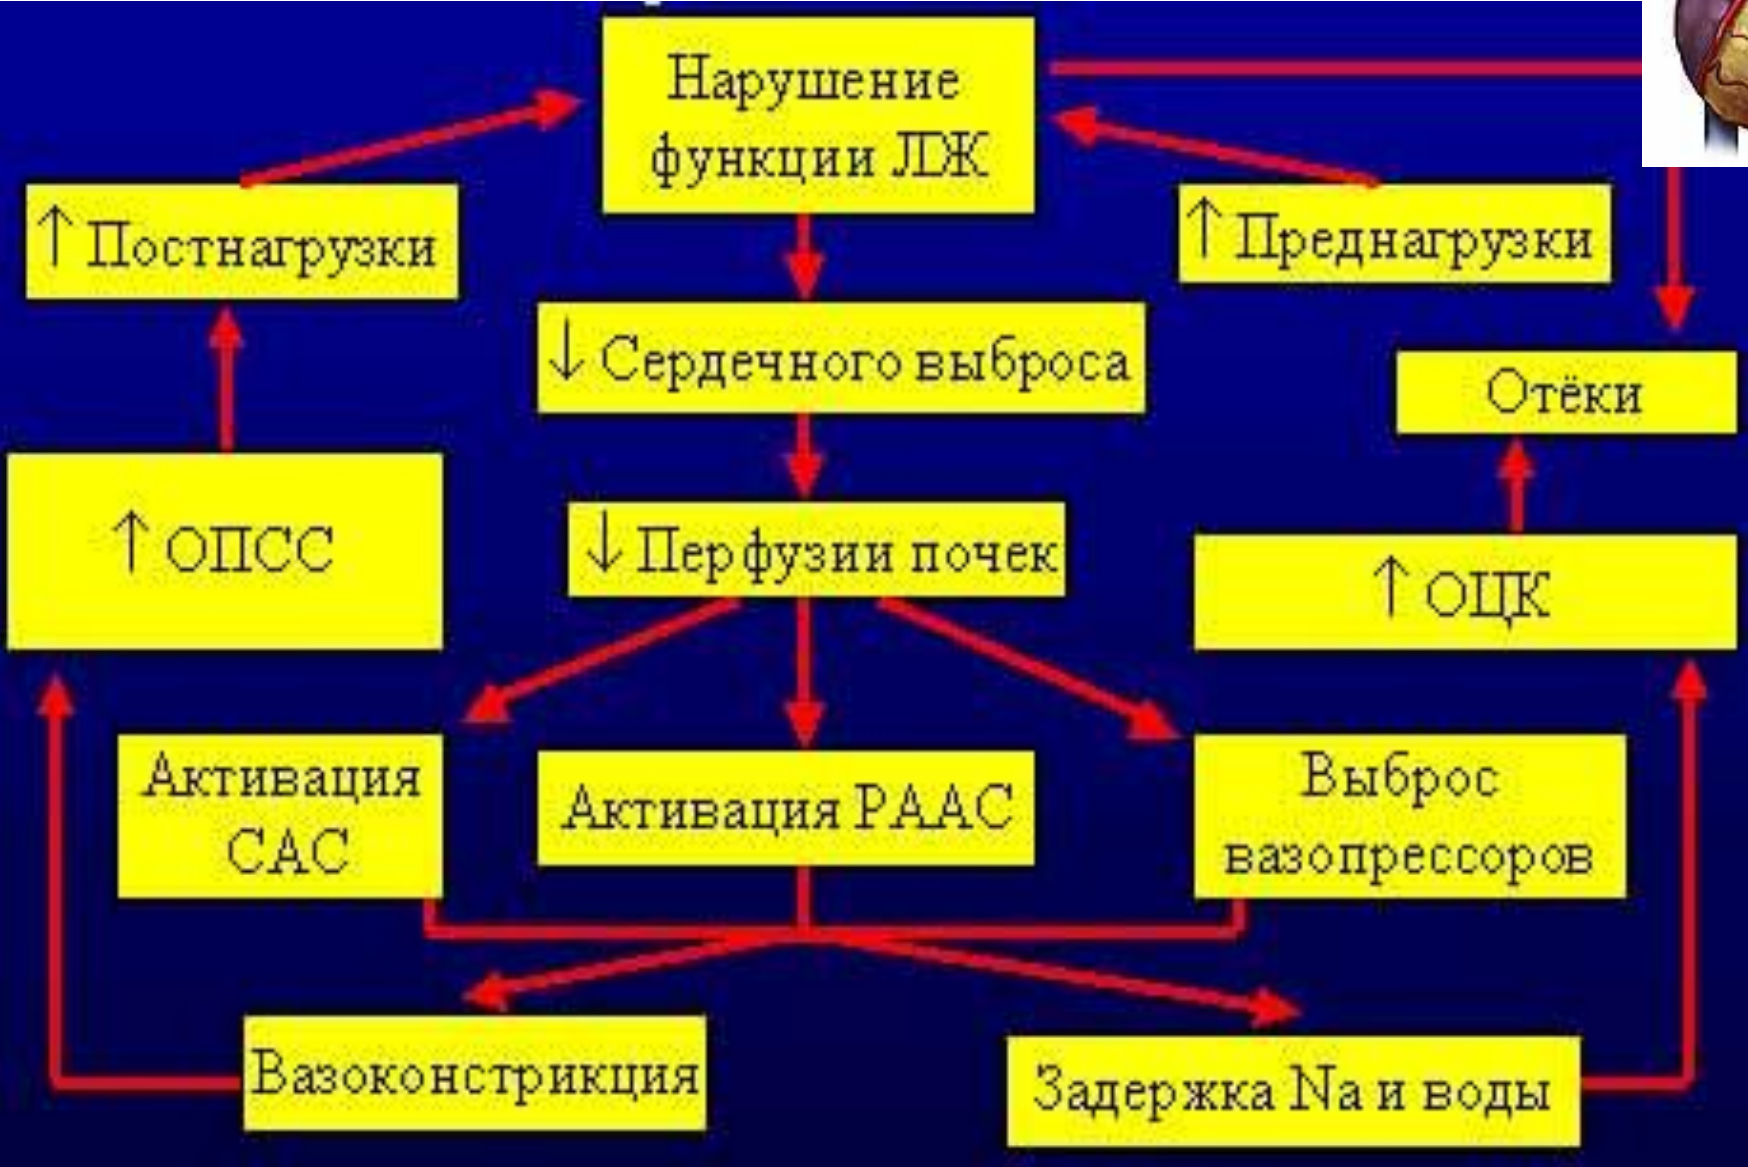 Нарушение
функции ЛЖ
↑ Постнагрузки
↑ Преднагрузки
↓ Сердечного выброса
Отёки
↑ ОПСС
↓ Перфузии почек
↑ ОЦК
Активация
САС
Активация РААС
Выброс
вазопрессоров
Вазоконстрикция
Задержка Na и воды